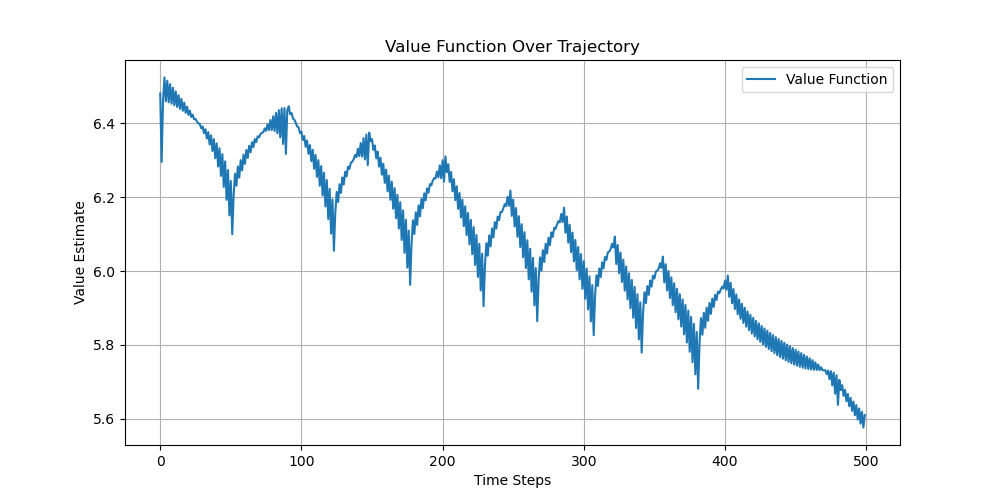 Value Function Over Trajectory
Value Function
Value Estimate
6.4
6.2
6.0
5.8
5.6
0 100 200 300 400 500
Time Steps